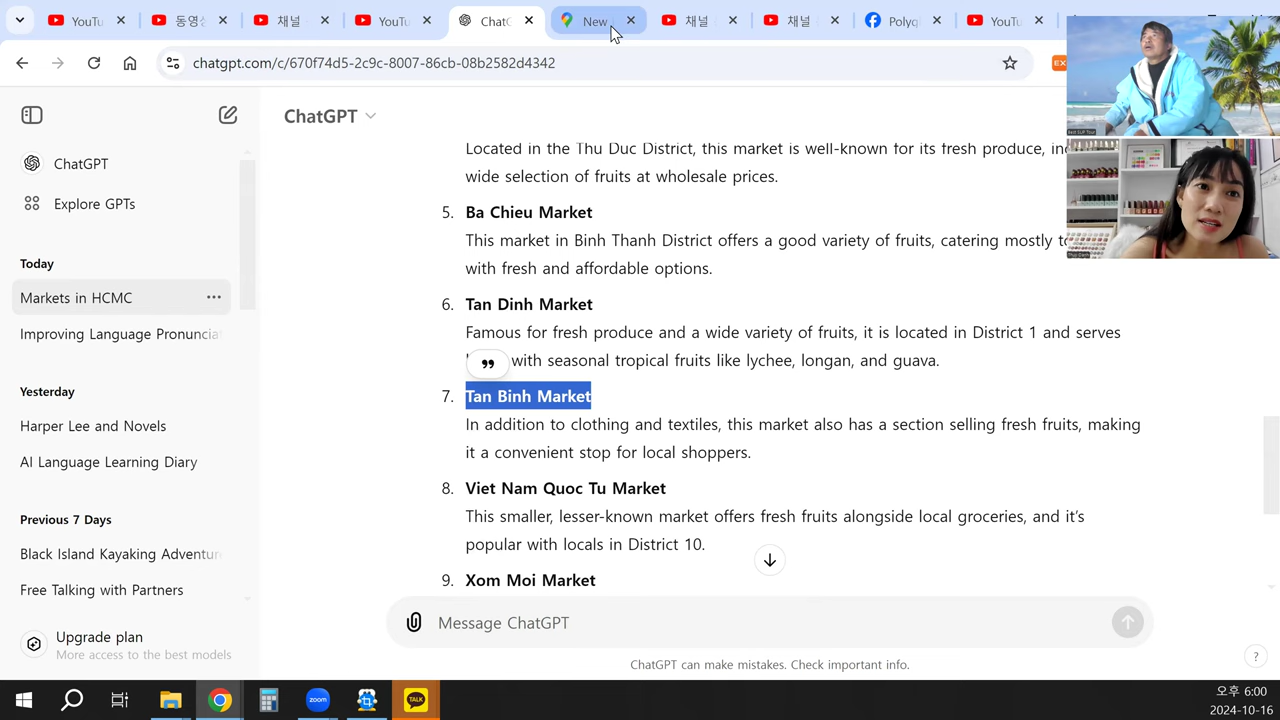 YouTu
동영상
채널
YouTu
ChatG
New
채널
채널
Polyg
YouTu
chatgpt.com/c/670f74d5-2c9c-8007-86cb-08b2582d4342
ChatGPT
ChatGPT
Explore GPTs
Today
Markets in HCMC
Improving Language Pronuncia
Yesterday
Harper Lee and Novels
AI Language Learning Diary
Previous 7 Days
Black Island Kayaking Adventure
Free Talking with Partners
Upgrade plan
More access to the best models
Located in the Thu Duc District, this market is well-known for its fresh produce, inc
wide selection of fruits at wholesale prices.
5. Ba Chieu Market
This market in Binh Thanh District offers a good variety of fruits, catering mostly to
with fresh and affordable options.
6. Tan Dinh Market
Famous for fresh produce and a wide variety of fruits, it is located in District 1 and serves
with seasonal tropical fruits like lychee, longan, and guava.
7. Tan Binh Market
In addition to clothing and textiles, this market also has a section selling fresh fruits, making
it a convenient stop for local shoppers.
8. Viet Nam Quoc Tu Market
This smaller, lesser-known market offers fresh fruits alongside local groceries, and it's
popular with locals in District 10.
9. Xom Moi Market
Message ChatGPT
ChatGPT can make mistakes. Check important info.
?
zoom
TALK
오후 6:00
2024-10-16